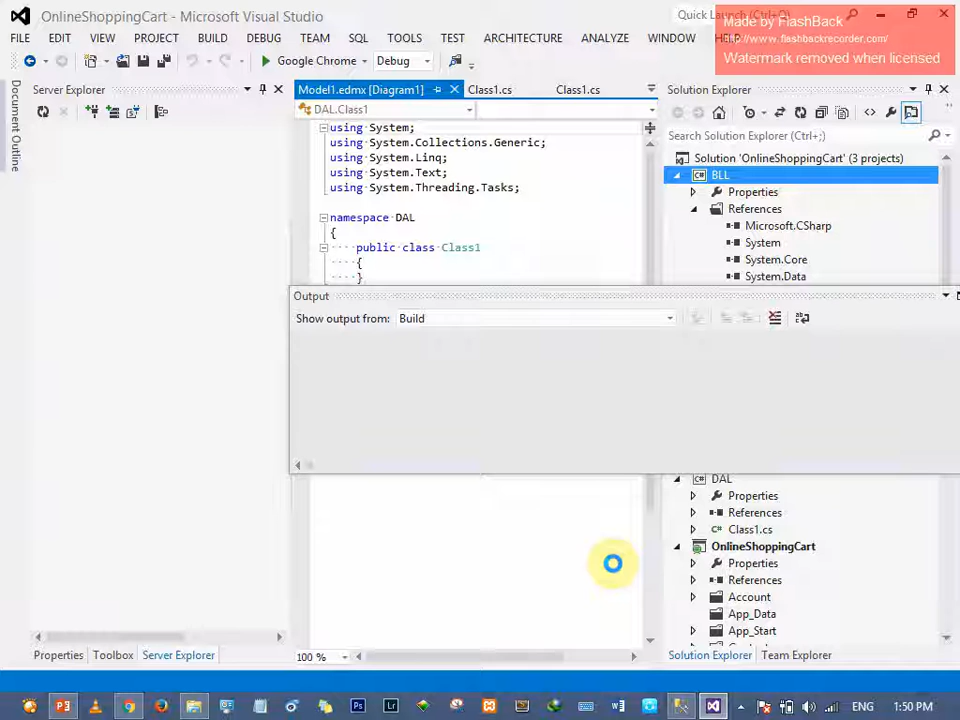 OnlineShoppingCart - Microsoft Visual Studio
Quick Launch (Ctrl+Q)
Made by FlashBack
http://www.flashbackrecorder.com/
Watermark removed when licensed
FILE EDIT VIEW PROJECT BUILD DEBUG TEAM SQL TOOLS TEST ARCHITECTURE ANALYZE WINDOW HELP
Google Chrome Debug
Document Outline
Server Explorer
Model1.edmx [Diagram1] Class1.cs Class1.cs
DAL.Class1
using System;
using System.Collections.Generic;
using System.Linq;
using System.Text;
using System.Threading.Tasks;
namespace DAL
{
public class Class1
{
}
Output
Show output from: Build
100 %
Solution Explorer
Search Solution Explorer (Ctrl+;)
Solution 'OnlineShoppingCart' (3 projects)
BLL
Properties
References
Microsoft.CSharp
System
System.Core
System.Data
DAL
Properties
References
Class1.cs
OnlineShoppingCart
Properties
References
Account
App_Data
App_Start
Properties Toolbox Server Explorer
Solution Explorer Team Explorer
ENG 1:50 PM